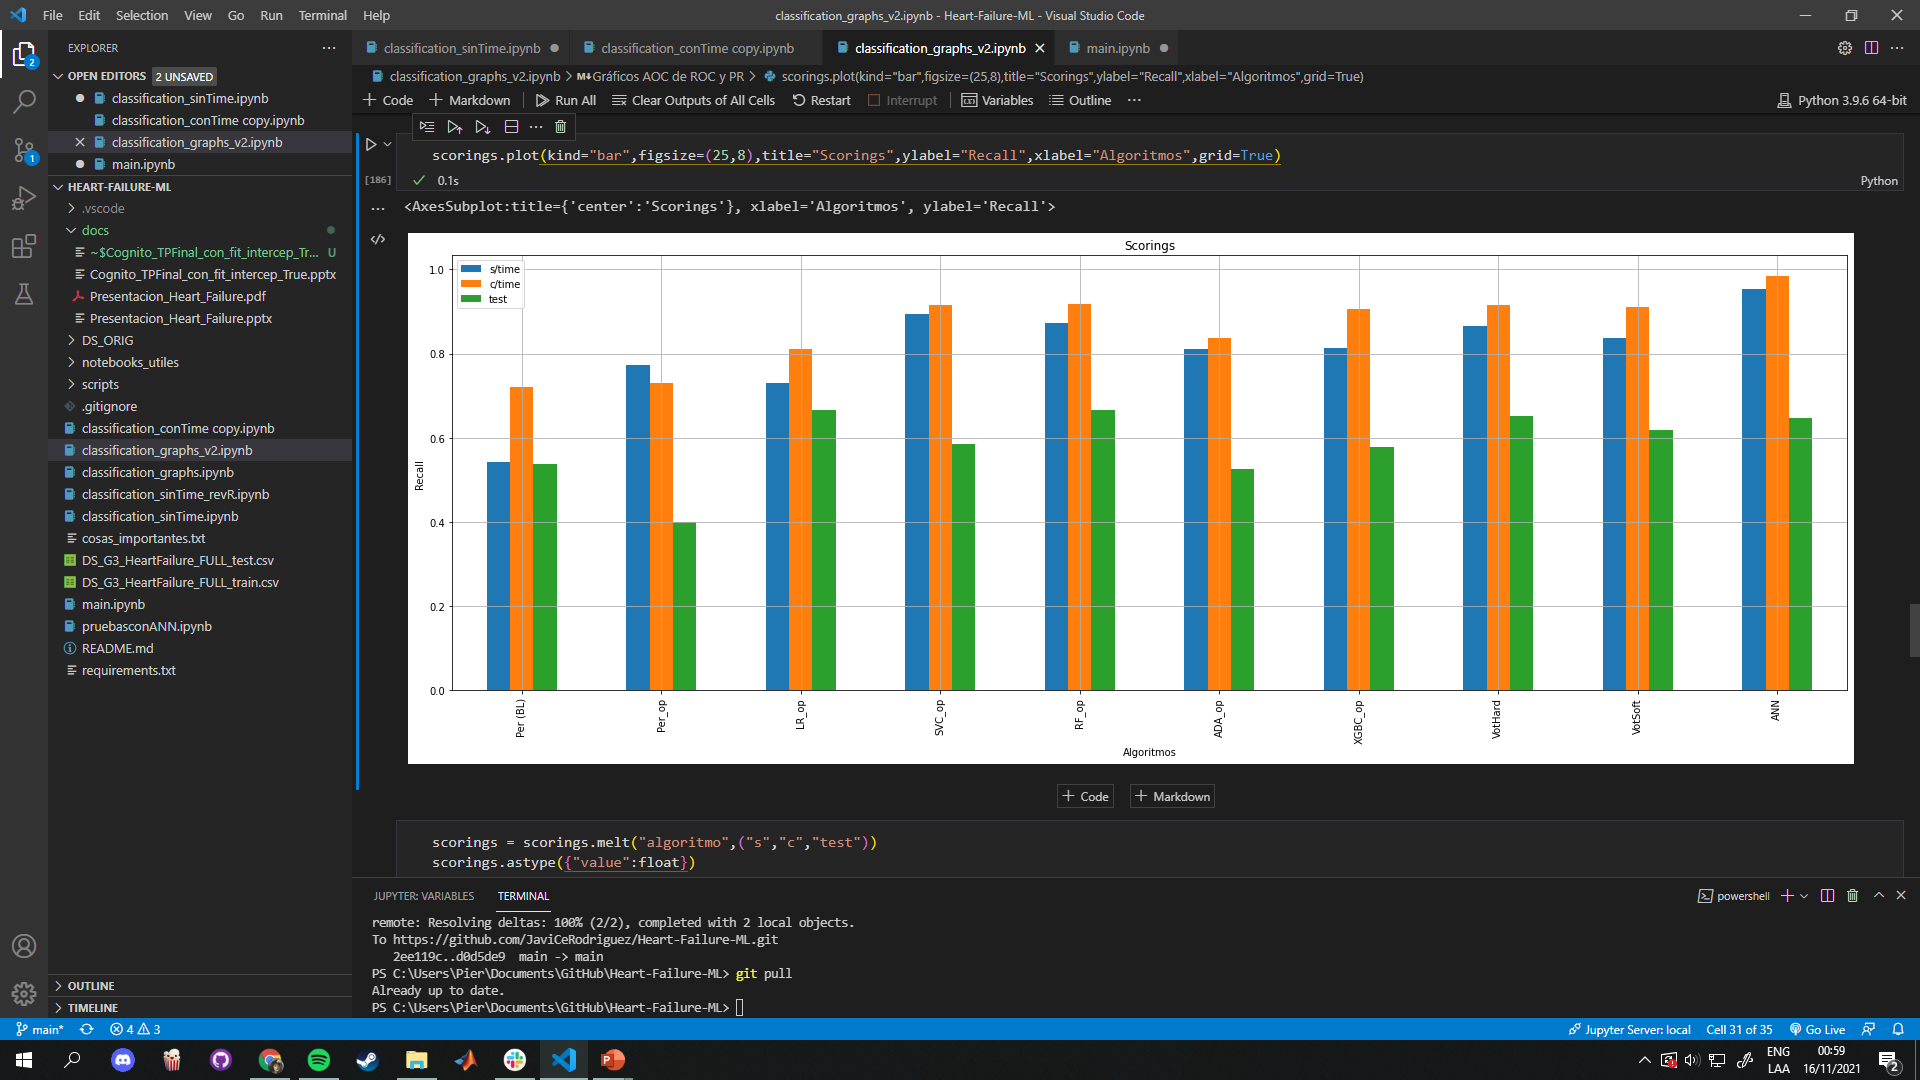 File Edit Selection View Go Run Terminal Help
classification_graphs_v2.ipynb - Heart-Failure-ML - Visual Studio Code
EXPLORER
OPEN EDITORS 2 UNSAVED
classification_sinTime.ipynb
classification_conTime copy.ipynb
classification_graphs_v2.ipynb
main.ipynb
HEART-FAILURE-ML
.vscode
docs
~$Cognito_TPFinal_con_fit_intercep_Tr... U
Cognito_TPFinal_con_fit_intercep_True.pptx
Presentacion_Heart_Failure.pdf
Presentacion_Heart_Failure.pptx
DS_ORIG
notebooks_utiles
scripts
.gitignore
classification_conTime copy.ipynb
classification_graphs_v2.ipynb
classification_graphs.ipynb
classification_sinTime_revR.ipynb
classification_sinTime.ipynb
cosas_importantes.txt
DS_G3_HeartFailure_FULL_test.csv
DS_G3_HeartFailure_FULL_train.csv
main.ipynb
pruebasconANN.ipynb
README.md
requirements.txt
OUTLINE
TIMELINE
2
1
classification_sinTime.ipynb classification_conTime copy.ipynb classification_graphs_v2.ipynb main.ipynb
classification_graphs_v2.ipynb > M↓Gráficos AOC de ROC y PR > scorings.plot(kind="bar",figsize=(25,8),title="Scorings",ylabel="Recall",xlabel="Algoritmos",grid=True)
+ Code + Markdown Run All Clear Outputs of All Cells Restart Interrupt Variables Outline ... Python 3.9.6 64-bit
scorings.plot(kind="bar",figsize=(25,8),title="Scorings",ylabel="Recall",xlabel="Algoritmos",grid=True)
[186] 0.1s Python
<AxesSubplot:title={'center':'Scorings'}, xlabel='Algoritmos', ylabel='Recall'>
Scorings
s/time
c/time
test
1.0
0.8
0.6
0.4
0.2
0.0
Recall
Per (BL) Per_op LR_op SVC_op RF_op ADA_op XGBC_op VotHard VotSoft ANN
Algoritmos
+ Code + Markdown
scorings = scorings.melt("algoritmo",("s","c","test"))
scorings.astype({"value":float})
JUPYTER: VARIABLES TERMINAL powershell
remote: Resolving deltas: 100% (2/2), completed with 2 local objects.
To https://github.com/JaviCeRodriguez/Heart-Failure-ML.git
2ee119c..d0d5de9 main -> main
PS C:\Users\Pier\Documents\GitHub\Heart-Failure-ML> git pull
Already up to date.
PS C:\Users\Pier\Documents\GitHub\Heart-Failure-ML>
main* 4 3 Jupyter Server: local Cell 31 of 35 Go Live
ENG
LAA
00:59
16/11/2021
2